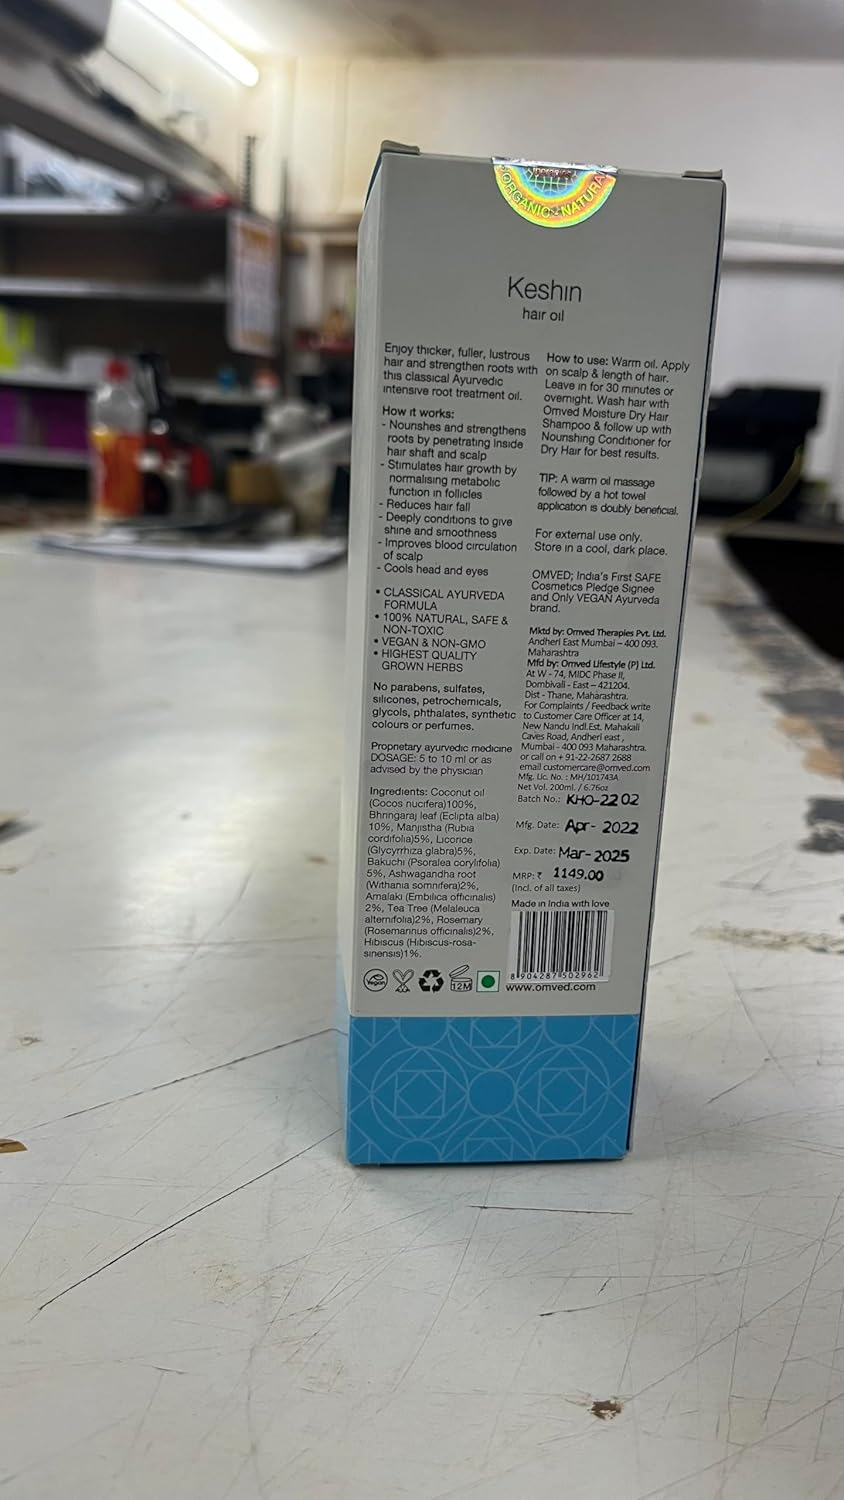 ORGANIC NATURAL
Keshin
hair oil
Enjoy thicker, fuller, lustrous
hair and strengthen roots with
this classical Ayurvedic
intensive root treatment oil.
How it works:
- Nourishes and strengthens
roots by penetrating inside
hair shaft and scalp
- Stimulates hair growth by
normalising metabolic
function in follicles
- Reduces hair fall
- Deeply conditions to give
shine and smoothness
- Improves blood circulation
of scalp
- Cools head and eyes
• CLASSICAL AYURVEDA
FORMULA
• 100% NATURAL, SAFE &
NON-TOXIC
• VEGAN & NON-GMO
• HIGHEST QUALITY
GROWN HERBS
No parabens, sulfates,
silicones, petrochemicals,
glycols, phthalates, synthetic
colours or perfumes.
Proprietary ayurvedic medicine
DOSAGE: 5 to 10 ml or as
advised by the physician
Ingredients: Coconut oil
(Cocos nucifera)100%,
Bhringaraj leaf (Eclipta alba)
10%, Manjistha (Rubia
cordifolia)5%, Licorice
(Glycyrrhiza glabra)5%,
Bakuchi (Psoralea corylifolia)
5%, Ashwagandha root
(Withania somnifera)2%,
Amalaki (Embilica officinalis)
2%, Tea Tree (Melaleuca
alternifolia)2%, Rosemary
(Rosemarinus officinalis)2%,
Hibiscus (Hibiscus-rosa-
sinensis)1%.
Vegan
12M
How to use: Warm oil. Apply
on scalp & length of hair.
Leave in for 30 minutes or
overnight. Wash hair with
Omved Moisture Dry Hair
Shampoo & follow up with
Nourishing Conditioner for
Dry Hair for best results.
TIP: A warm oil massage
followed by a hot towel
application is doubly beneficial.
For external use only.
Store in a cool, dark place.
OMVED; India's First SAFE
Cosmetics Pledge Signee
and Only VEGAN Ayurveda
brand.
Mktd by: Omved Therapies Pvt. Ltd.
Andheri East Mumbai – 400 093.
Maharashtra
Mfd by: Omved Lifestyle (P) Ltd.
At W - 74, MIDC Phase II,
Dombivali - East – 421204.
Dist - Thane, Maharashtra.
For Complaints / Feedback write
to Customer Care Officer at 14,
New Nandu Indl.Est. Mahakali
Caves Road, Andheri east,
Mumbai - 400 093 Maharashtra.
or call on + 91-22-2687 2688
email customercare@omved.com
Mfg. Lic. No. : MH/101743A
Net Vol. 200ml. / 6.76oz
Batch No.: KHO-2202
Mfg. Date: Apr- 2022
Exp. Date: Mar-2025
MRP: ₹ 1149.00
(Incl. of all taxes)
Made in India with love
8 904287 502962
www.omved.com